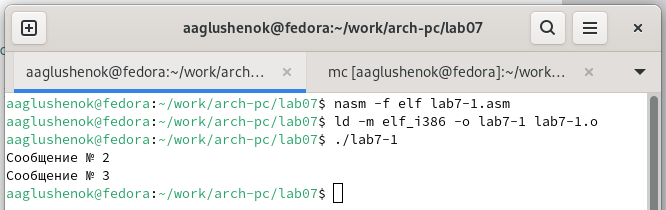 aaglushenok@fedora:~/work/arch-pc/lab07
aaglushenok@fedora:~/work/arch...
mc [aaglushenok@fedora]:~/work...
aaglushenok@fedora:~/work/arch-pc/lab07$ nasm -f elf lab7-1.asm
aaglushenok@fedora:~/work/arch-pc/lab07$ ld -m elf_i386 -o lab7-1 lab7-1.o
aaglushenok@fedora:~/work/arch-pc/lab07$ ./lab7-1
Сообщение № 2
Сообщение № 3
aaglushenok@fedora:~/work/arch-pc/lab07$